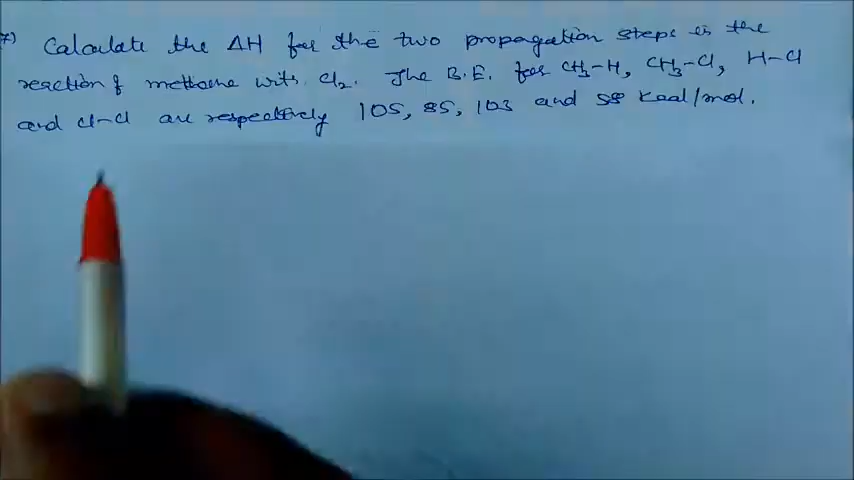 7) Calculate the ΔH for the two propagation steps is the
reaction of methane with Cl₂. The B.E. for CH₃-H, CH₃-Cl, H-Cl
and Cl-Cl are respectively 105, 85, 103 and 58 Kcal/mol.